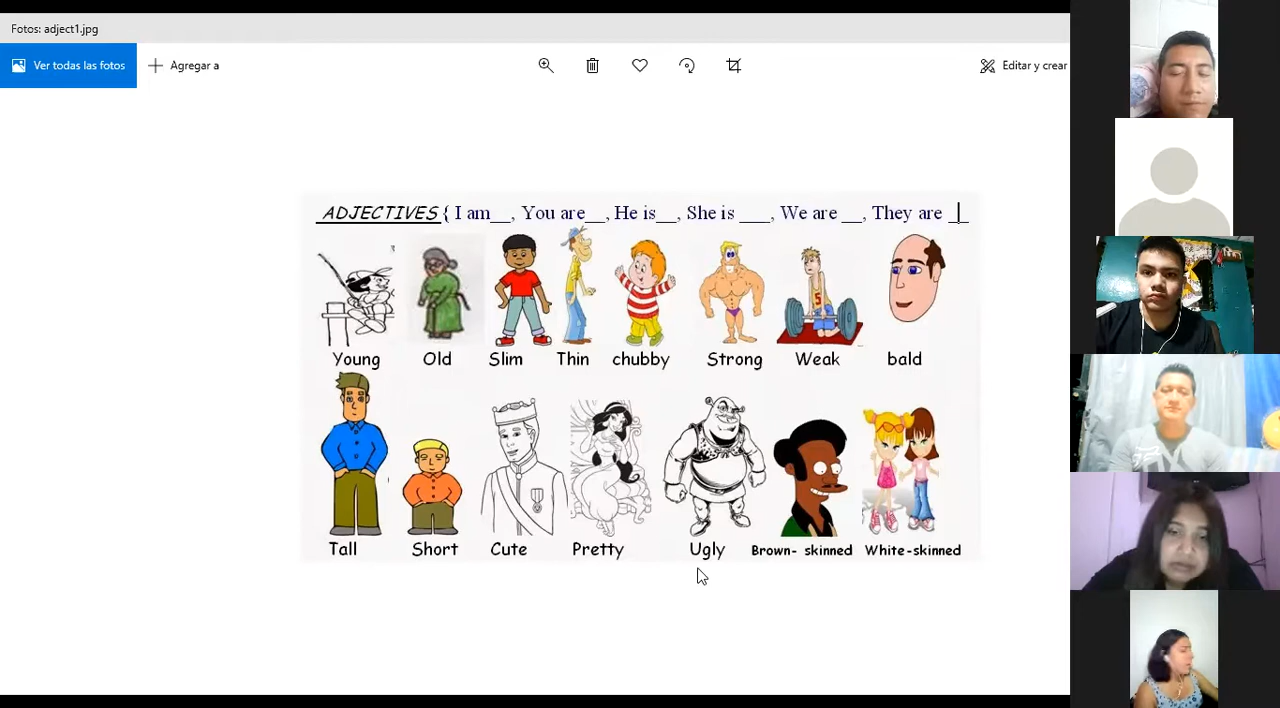 Fotos: adject1.jpg
Ver todas las fotos
Agregar a
Editar y crear
ADJECTIVES { I am__, You are__, He is__, She is ___, We are __, They are __
Young Old Slim Thin chubby Strong Weak bald
Tall Short Cute Pretty Ugly Brown- skinned White-skinned